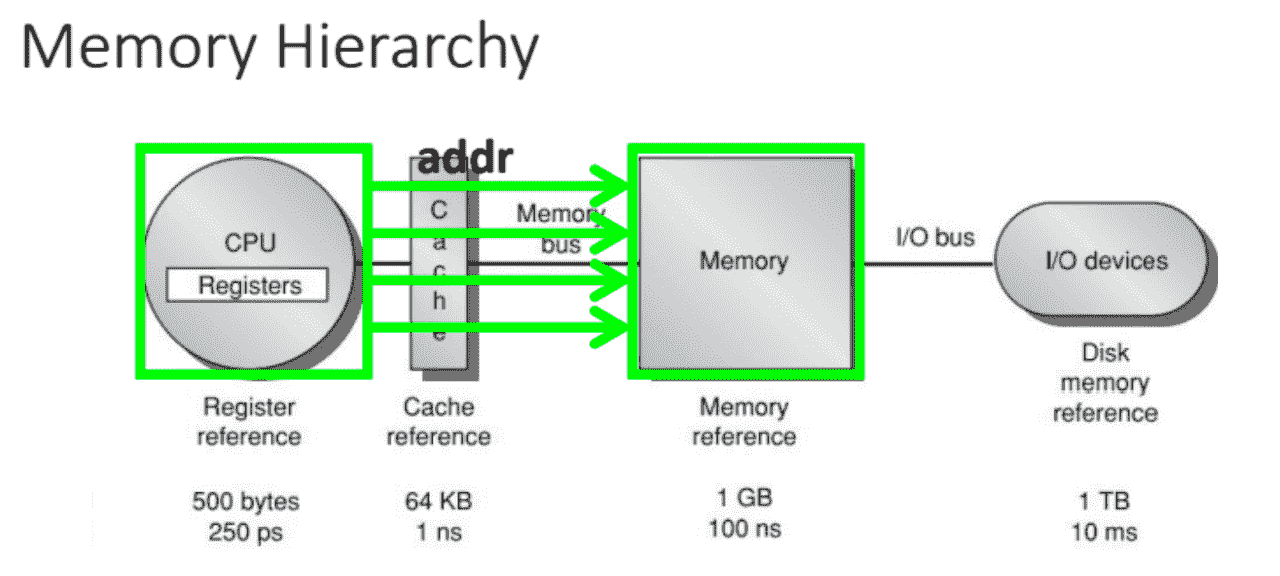 Memory Hierarchy
addr
CPU
Registers
C
a
c
h
e
Memory
bus
Memory
I/O bus
I/O devices
Register
reference
Cache
reference
Memory
reference
Disk
memory
reference
500 bytes
250 ps
64 KB
1 ns
1 GB
100 ns
1 TB
10 ms